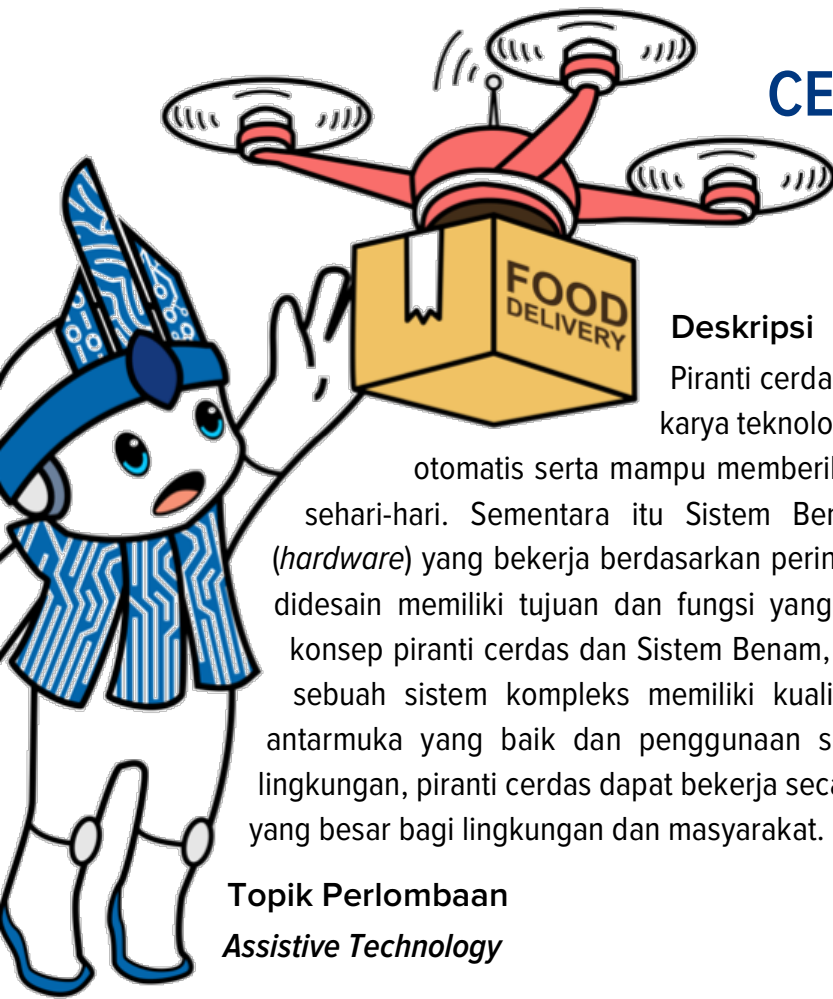 CE
FOOD
DELIVERY
Deskripsi
Piranti cerda
karya teknolo
otomatis serta mampu memberi
sehari-hari. Sementara itu Sistem Ben
(hardware) yang bekerja berdasarkan perin
didesain memiliki tujuan dan fungsi yang
konsep piranti cerdas dan Sistem Benam,
sebuah sistem kompleks memiliki kuali
antarmuka yang baik dan penggunaan s
lingkungan, piranti cerdas dapat bekerja seca
yang besar bagi lingkungan dan masyarakat.
Topik Perlombaan
Assistive Technology